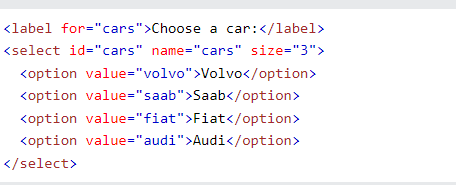 <label for="cars">Choose a car:</label>
<select id="cars" name="cars" size="3">
  <option value="volvo">Volvo</option>
  <option value="saab">Saab</option>
  <option value="fiat">Fiat</option>
  <option value="audi">Audi</option>
</select>